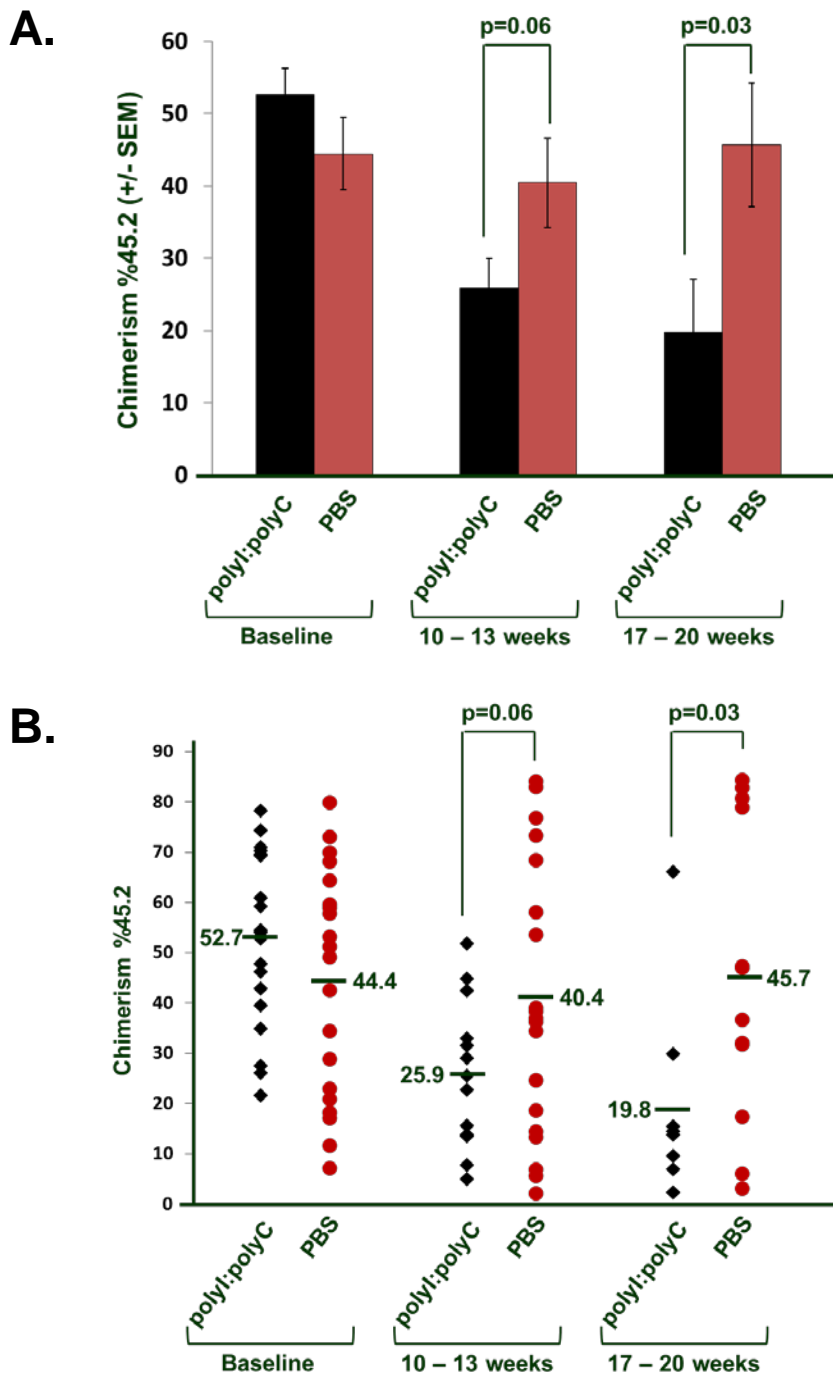 A.
p=0.06
p=0.03
Chimerism %45.2 (+/- SEM)
60
50
40
30
20
10
0
polyI:polyC
PBS
polyI:polyC
PBS
polyI:polyC
PBS
Baseline
10 – 13 weeks
17 – 20 weeks
B.
p=0.06
p=0.03
Chimerism %45.2
90
80
70
60
50
40
30
20
10
0
52.7
44.4
25.9
40.4
19.8
45.7
polyI:polyC
PBS
polyI:polyC
PBS
polyI:polyC
PBS
Baseline
10 – 13 weeks
17 – 20 weeks